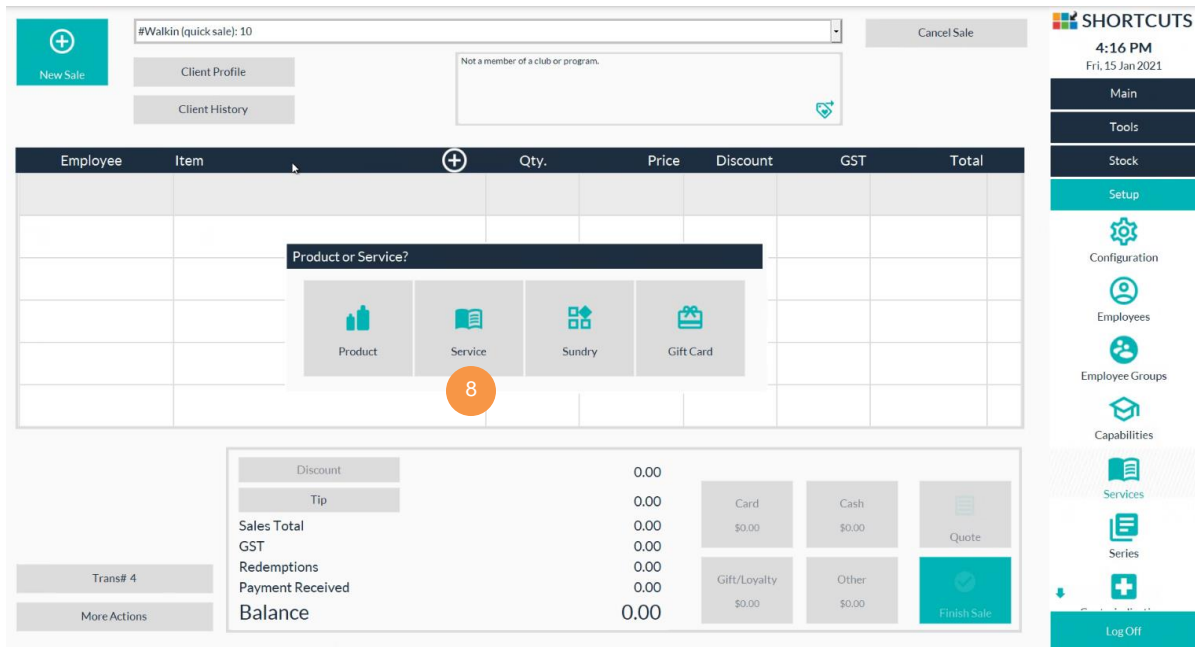 New Sale
#Walkin (quick sale): 10
Client Profile
Client History
Not a member of a club or program.
Cancel Sale
Employee Item Qty. Price Discount GST Total
Product or Service?
Product Service Sundry Gift Card
8
Discount 0.00
Tip 0.00
Sales Total 0.00
GST 0.00
Redemptions 0.00
Payment Received 0.00
Balance 0.00
Trans# 4
More Actions
Card
$0.00
Cash
$0.00
Quote
Gift/Loyalty
$0.00
Other
$0.00
Finish Sale
SHORTCUTS
4:16 PM
Fri, 15 Jan 2021
Main
Tools
Stock
Setup
Configuration
Employees
Employee Groups
Capabilities
Services
Series
Log Off